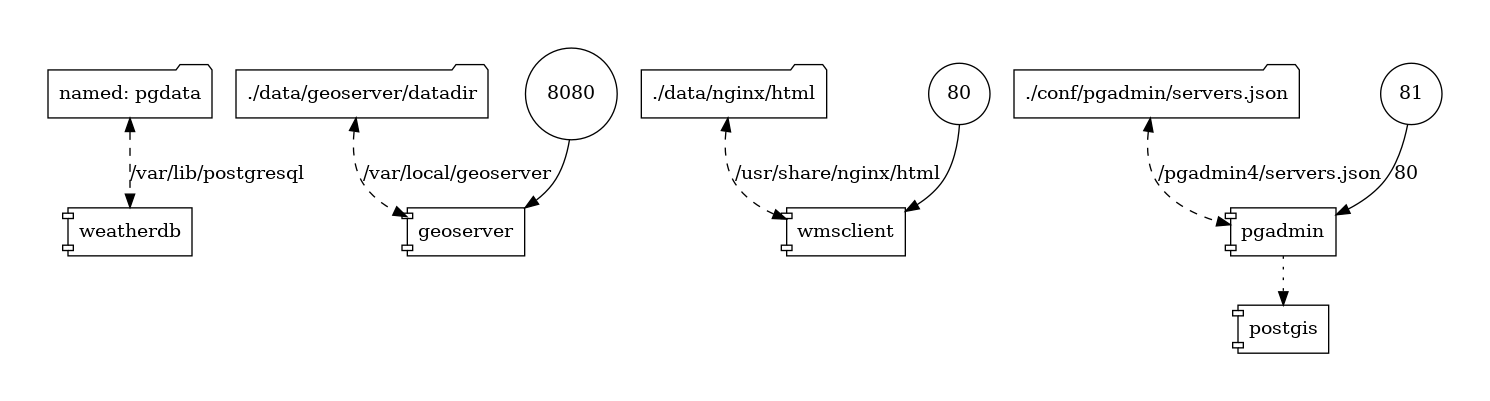 named: pgdata
./data/geoserver/datadir
8080
./data/nginx/html
80
./conf/pgadmin/servers.json
81
/var/lib/postgresql
/var/local/geoserver
/usr/share/nginx/html
/pgadmin4/servers.json
80
weatherdb
geoserver
wmsclient
pgadmin
postgis